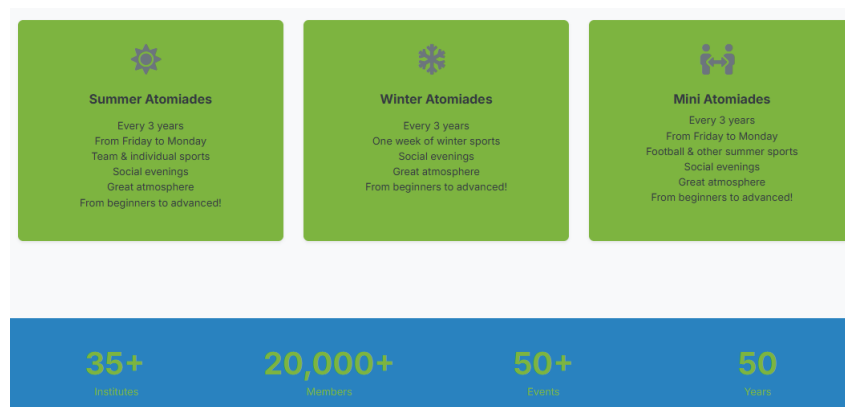 Summer Atomiades
Every 3 years
From Friday to Monday
Team & individual sports
Social evenings
Great atmosphere
From beginners to advanced!
Winter Atomiades
Every 3 years
One week of winter sports
Social evenings
Great atmosphere
From beginners to advanced!
Mini Atomiades
Every 3 years
From Friday to Monday
Football & other summer sports
Social evenings
Great atmosphere
From beginners to advanced!
35+
Institutes
20,000+
Members
50+
Events
50
Years